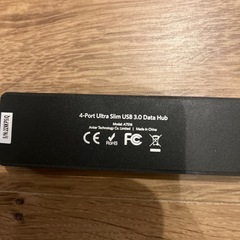 4-Port Ultra Slim USB 3.0 Data Hub
Model: A7516
Anker Technology Co. Limited | Made in China
CE
RoHS
FC